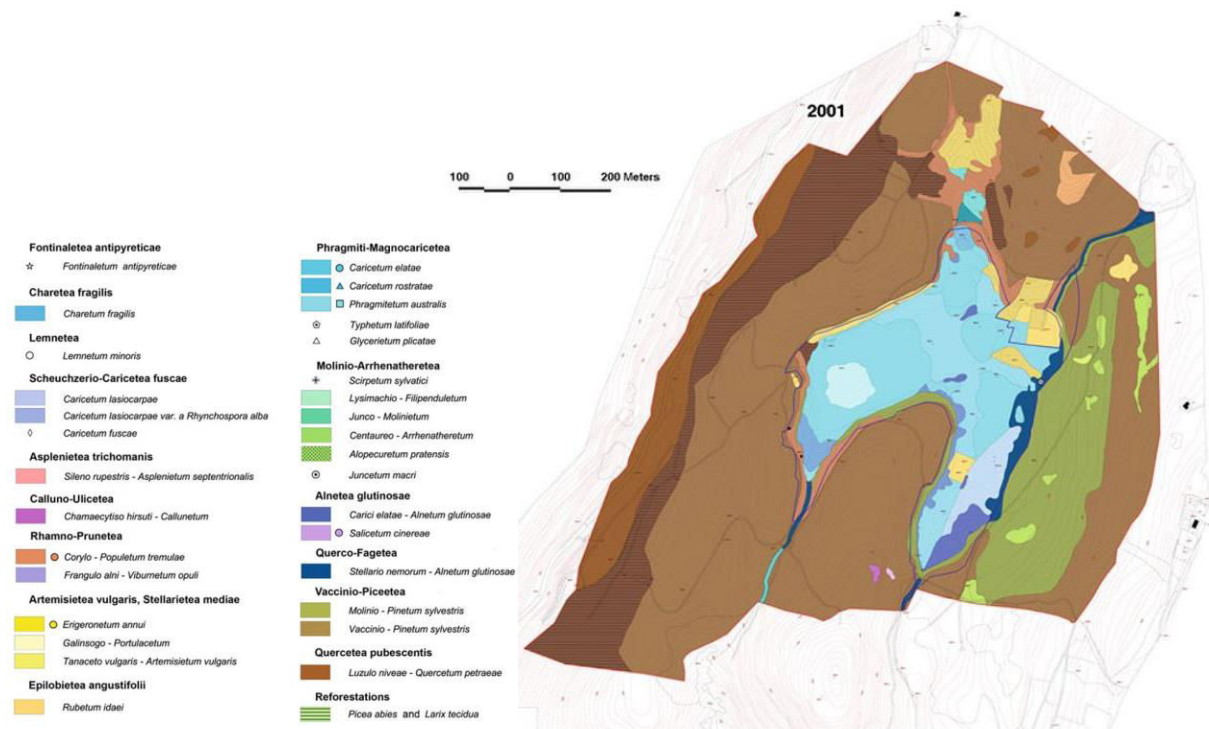 2001
100 0 100 200 Meters
Fontinaletea antipyreticae
Fontinaletum antipyreticae
Charetea fragilis
Charetum fragilis
Lemnetea
Lemnetum minoris
Scheuchzerio-Caricetea fuscae
Caricetum lasiocarpae
Caricetum lasiocarpae var. a Rhynchospora alba
Caricetum fuscae
Asplenietea trichomanis
Sileno rupestris - Asplenietum septentrionalis
Calluno-Ulicetea
Chamaecytiso hirsuti - Callunetum
Rhamno-Prunetea
Corylo - Populetum tremulae
Frangulo alni - Viburnetum opuli
Artemisietea vulgaris, Stellarietea mediae
Erigeronetum annui
Galinsogo - Portulacetum
Tanaceto vulgaris - Artemisietum vulgaris
Epilobietea angustifolii
Rubetum idaei
Phragmiti-Magnocaricetea
Caricetum elatae
Caricetum rostratae
Phragmitetum australis
Typhetum latifoliae
Glycerietum plicatae
Molinio-Arrhenatheretea
Scirpetum sylvatici
Lysimachio - Filipenduletum
Junco - Molinietum
Centaureo - Arrhenatheretum
Alopecuretum pratensis
Juncetum macri
Alnetea glutinosae
Carici elatae - Alnetum glutinosae
Salicetum cinereae
Querco-Fagetea
Stellario nemorum - Alnetum glutinosae
Vaccinio-Piceetea
Molinio - Pinetum sylvestris
Vaccinio - Pinetum sylvestris
Quercetea pubescentis
Luzulo niveae - Quercetum petraeae
Reforestations
Picea abies and Larix tecidua